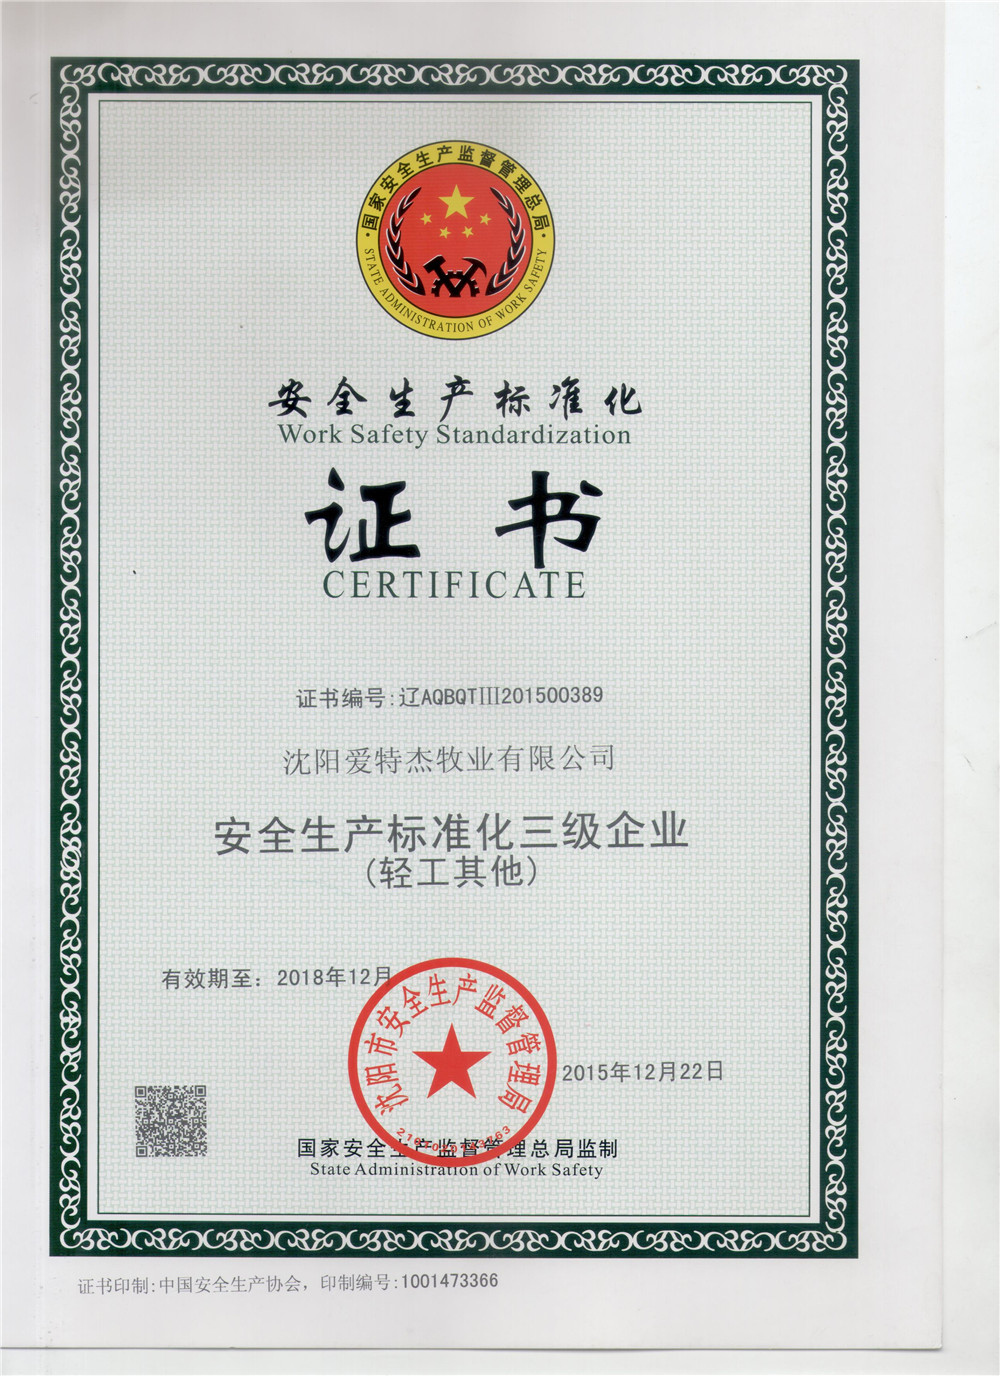 国家安全生产监督管理总局
STATE ADMINISTRATION OF WORK SAFETY
安全生产标准化
Work Safety Standardization
证书
CERTIFICATE
证书编号:辽AQBQTⅢ201500389
沈阳爱特杰牧业有限公司
安全生产标准化三级企业
(轻工其他)
有效期至：2018年12月
沈阳市安全生产监督管理局
2015年12月22日
国家安全生产监督管理总局监制
State Administration of Work Safety
证书印制:中国安全生产协会，印制编号:1001473366